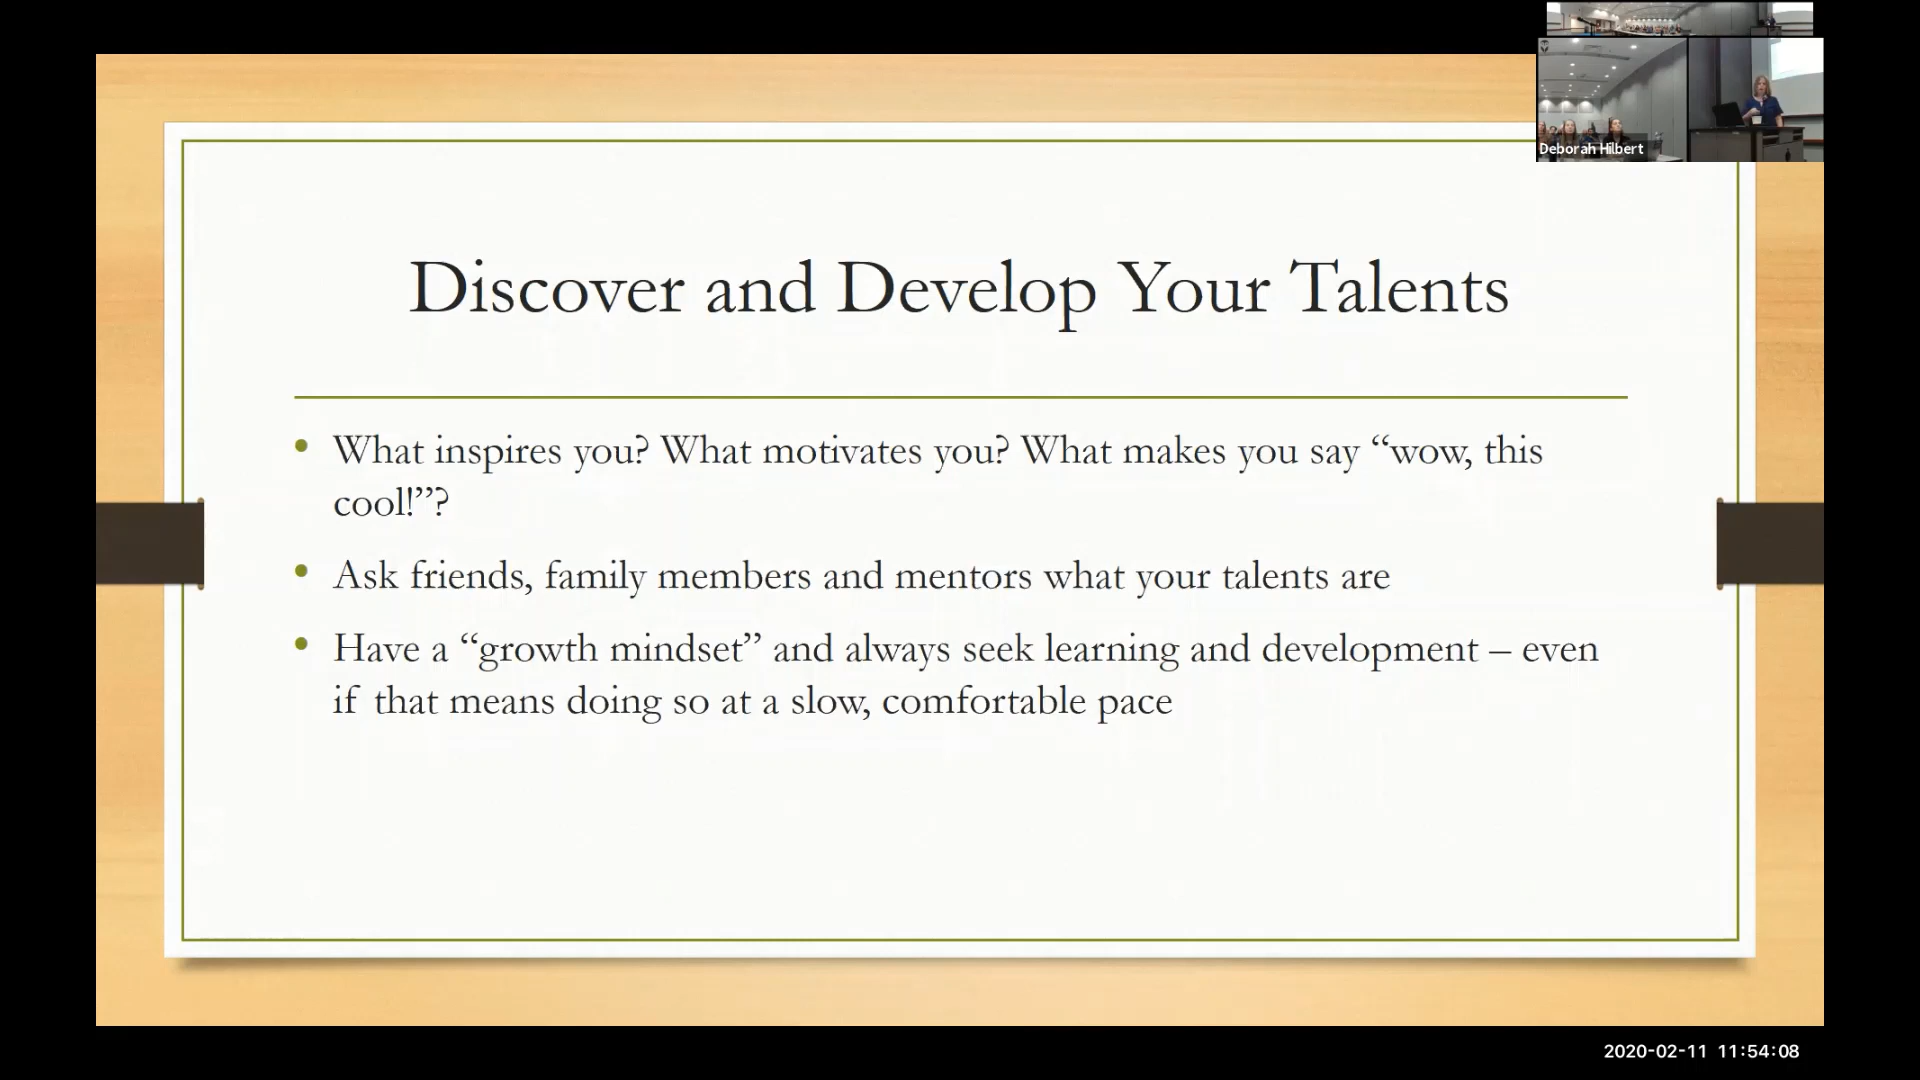 Deborah Hilbert
Discover and Develop Your Talents
• What inspires you? What motivates you? What makes you say “wow, this
cool!”?
• Ask friends, family members and mentors what your talents are
• Have a “growth mindset” and always seek learning and development – even
if that means doing so at a slow, comfortable pace
2020-02-11 11:54:08